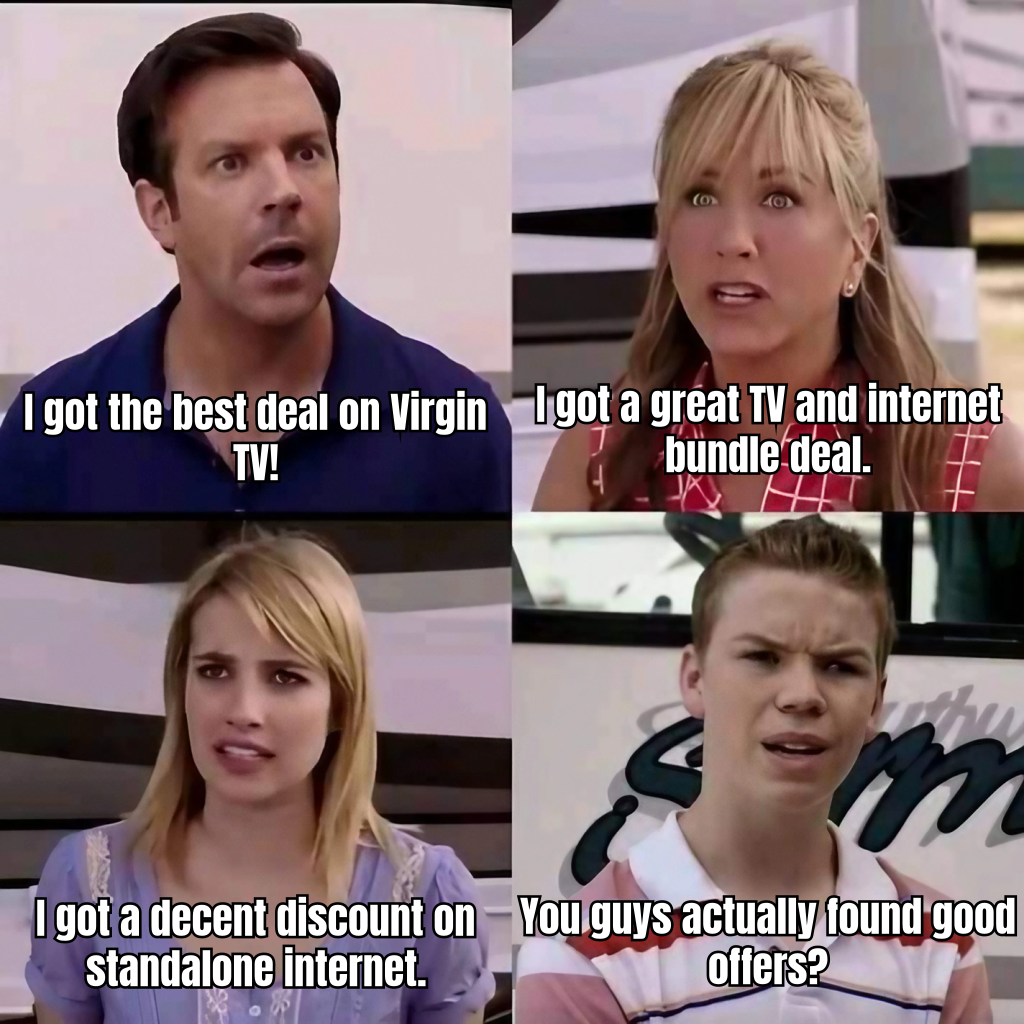 I got the best deal on Virgin
TV!
I got a great TV and internet
bundle deal.
I got a decent discount on
standalone internet.
You guys actually found good
offers?